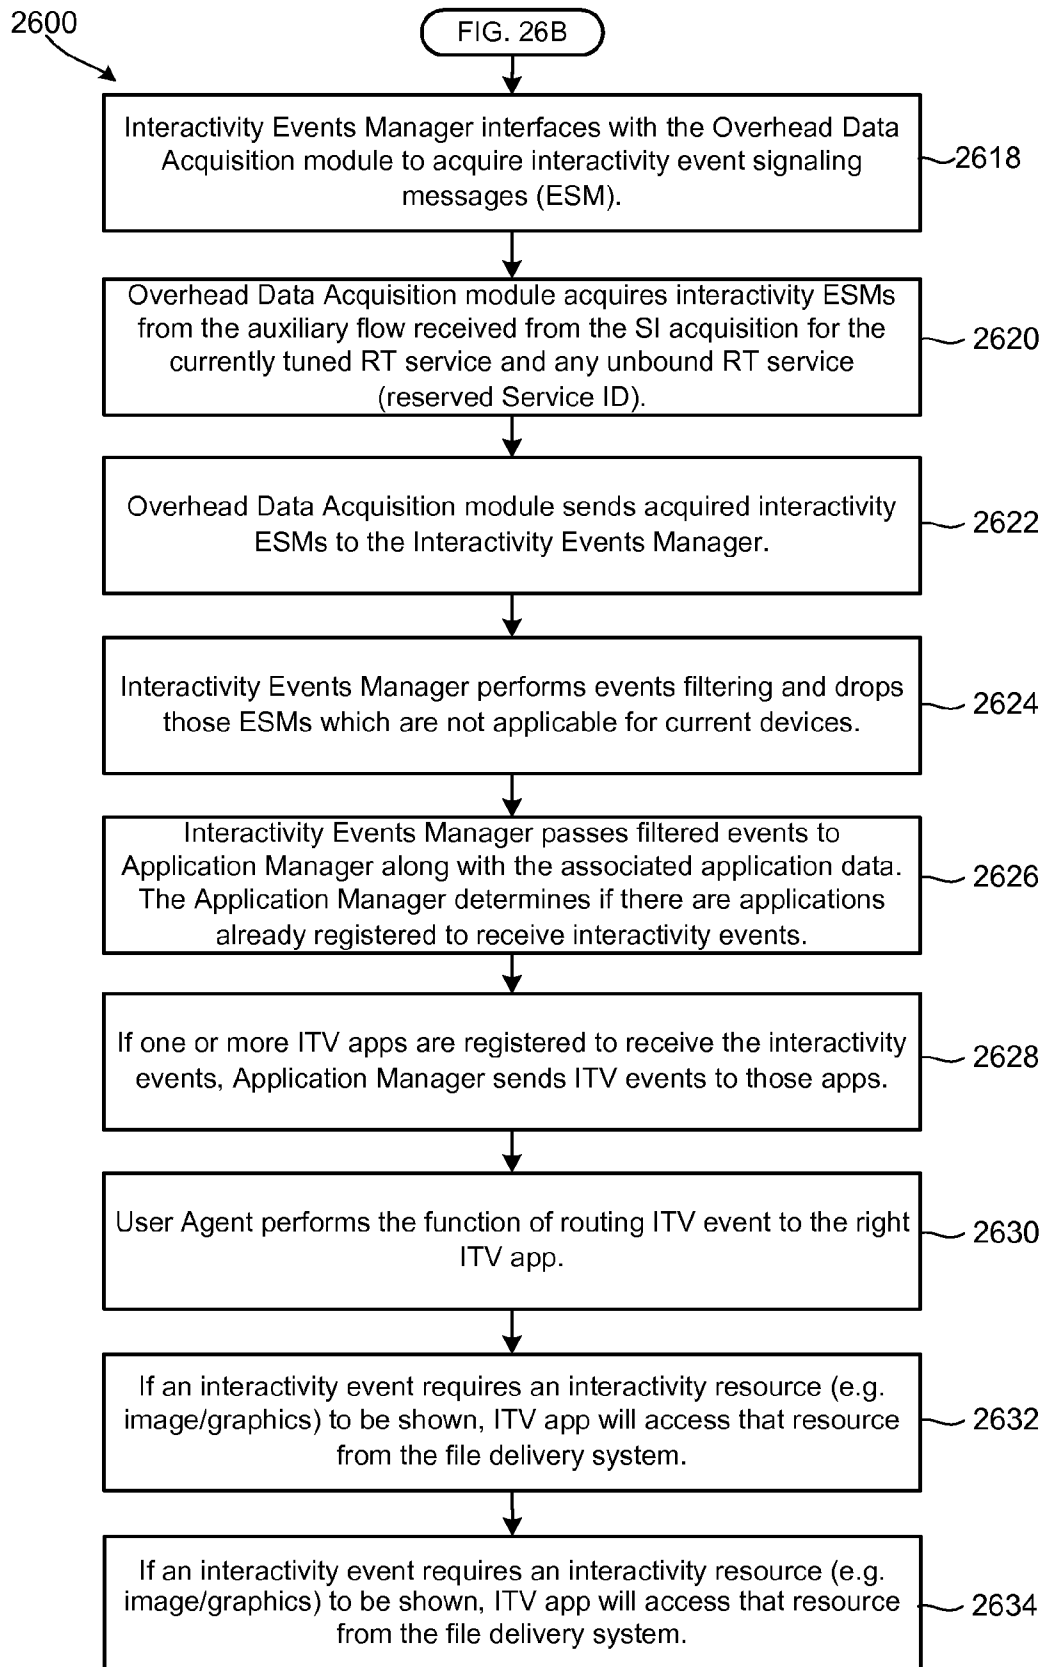 2600
FIG. 26B
Interactivity Events Manager interfaces with the Overhead Data
Acquisition module to acquire interactivity event signaling
messages (ESM).
2618
Overhead Data Acquisition module acquires interactivity ESMs
from the auxiliary flow received from the SI acquisition for the
currently tuned RT service and any unbound RT service
(reserved Service ID).
2620
Overhead Data Acquisition module sends acquired interactivity
ESMs to the Interactivity Events Manager.
2622
Interactivity Events Manager performs events filtering and drops
those ESMs which are not applicable for current devices.
2624
Interactivity Events Manager passes filtered events to
Application Manager along with the associated application data.
The Application Manager determines if there are applications
already registered to receive interactivity events.
2626
If one or more ITV apps are registered to receive the interactivity
events, Application Manager sends ITV events to those apps.
2628
User Agent performs the function of routing ITV event to the right
ITV app.
2630
If an interactivity event requires an interactivity resource (e.g.
image/graphics) to be shown, ITV app will access that resource
from the file delivery system.
2632
If an interactivity event requires an interactivity resource (e.g.
image/graphics) to be shown, ITV app will access that resource
from the file delivery system.
2634